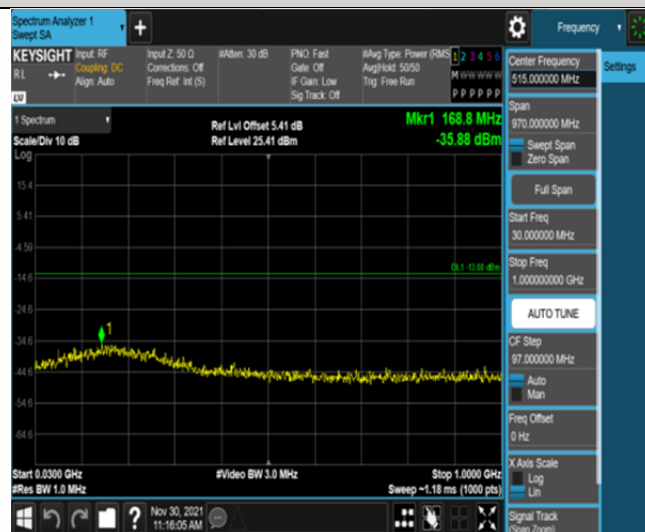 Spectrum Analyzer 1
Swept SA
Frequency
KEYSIGHT
Input: RF
Coupling: DC
Align: Auto
Input Z: 50 Ω
Corrections: Off
Freq Ref: Int (S)
#Atten: 30 dB
PNO: Fast
Gate: Off
IF Gain: Low
Sig Track: Off
#Avg Type: Power (RMS
Avg|Hold: 50/50
Trig: Free Run
1 2 3 4 5 6
M W W W W W
P P P P P P
R L
LXI
Center Frequency
515.000000 MHz
Settings
Span
970.000000 MHz
Swept Span
Zero Span
Full Span
Start Freq
30.000000 MHz
Stop Freq
1.000000000 GHz
AUTO TUNE
CF Step
97.000000 MHz
Auto
Man
Freq Offset
0 Hz
X Axis Scale
Log
Lin
Signal Track
(Span Zoom)
1 Spectrum
Scale/Div 10 dB
Log
Ref Lvl Offset 5.41 dB
Ref Level 25.41 dBm
Mkr1 168.8 MHz
-35.88 dBm
15.4
5.41
-4.59
DL1 -13.00 dBm
-14.6
-24.6
1
-34.6
-44.6
-54.6
-64.6
Start 0.0300 GHz
#Res BW 1.0 MHz
#Video BW 3.0 MHz
Stop 1.0000 GHz
Sweep ~1.18 ms (1000 pts)
Nov 30, 2021
11:16:05 AM